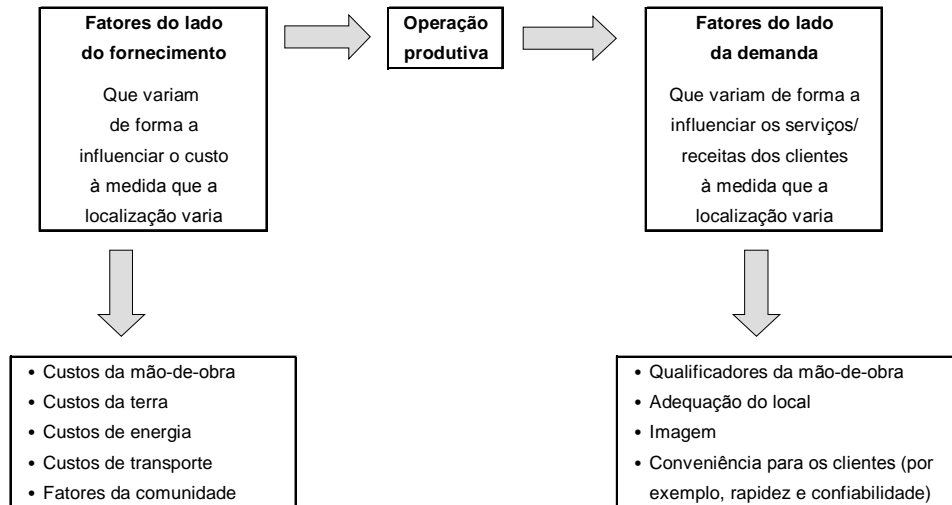 Fatores do lado
do fornecimento
Que variam
de forma a
influenciar o custo
à medida que a
localização varia
Operação
produtiva
Fatores do lado
da demanda
Que variam de forma a
influenciar os serviços/
receitas dos clientes
à medida que a
localização varia
• Custos da mão-de-obra
• Custos da terra
• Custos de energia
• Custos de transporte
• Fatores da comunidade
• Qualificadores da mão-de-obra
• Adequação do local
• Imagem
• Conveniência para os clientes (por
exemplo, rapidez e confiabilidade)